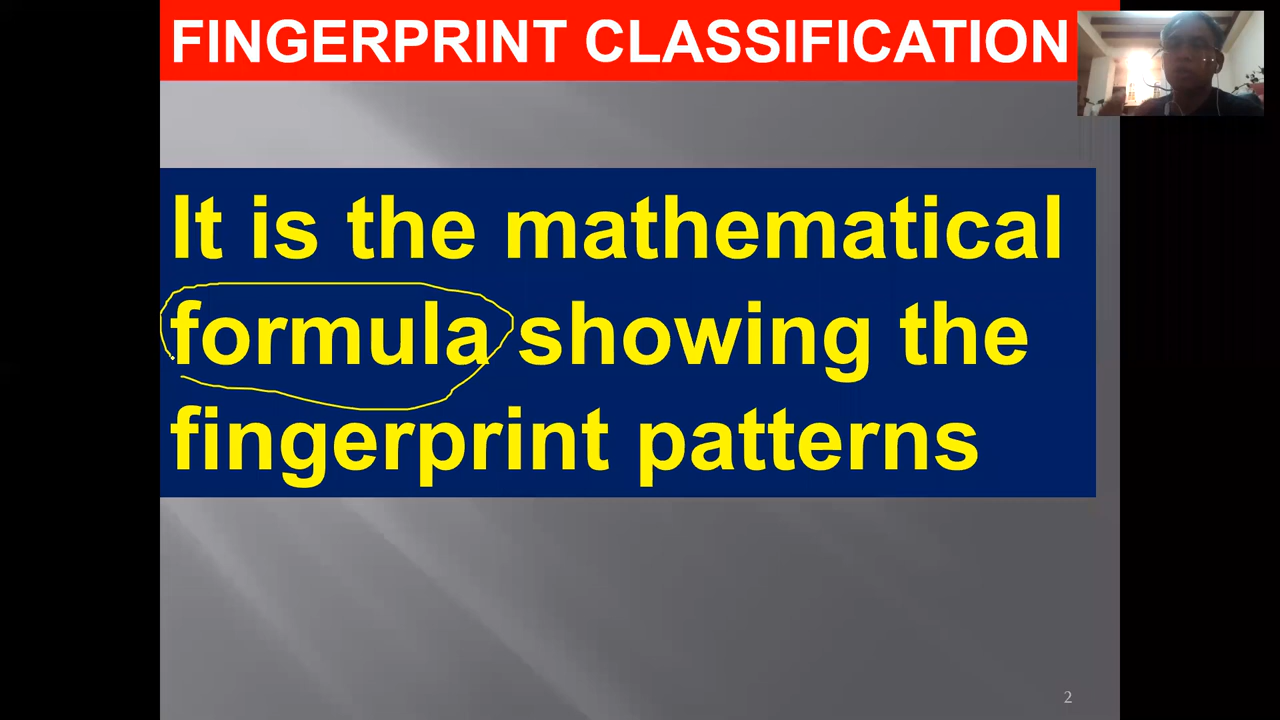 FINGERPRINT CLASSIFICATION
It is the mathematical
formula showing the
fingerprint patterns
2